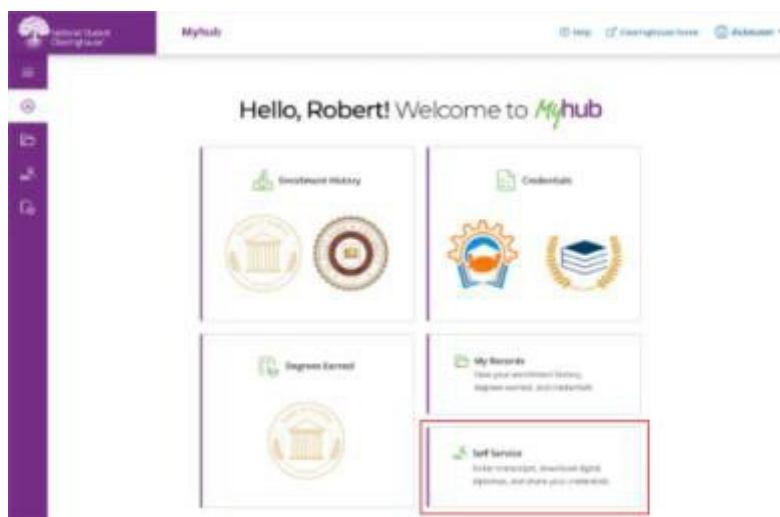 National Student
Clearinghouse
Myhub
Help
Clearinghouse home
Hello, Robert! Welcome to Myhub
Enrollment History
Credentials
Degrees Earned
My Records
View your enrollment history,
degrees earned, and credentials
Self Service
Order transcripts, download digital
diplomas, and share your credentials